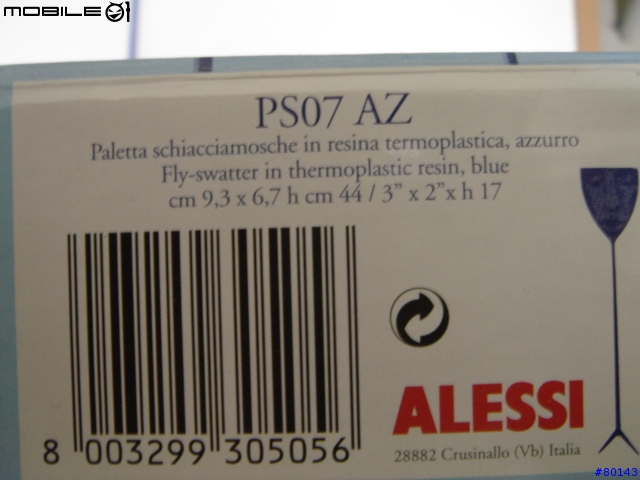 MOBILE01
PS07 AZ
Paletta schiacciamosche in resina termoplastica, azzurro
Fly-swatter in thermoplastic resin, blue
cm 9,3 x 6,7 h cm 44 / 3” x 2”x h 17
8 003299 305056
ALESSI
28882 Crusinallo (Vb) Italia
#80143